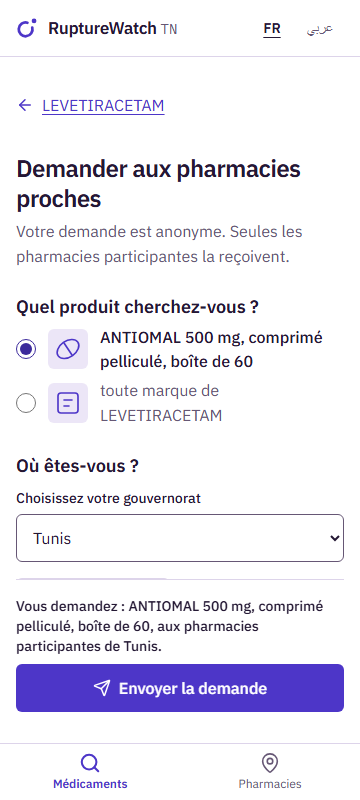 RuptureWatch TN
FR
عربي
LEVETIRACETAM
Demander aux pharmacies
proches
Votre demande est anonyme. Seules les
pharmacies participantes la reçoivent.
Quel produit cherchez-vous ?
ANTIOMAL 500 mg, comprimé
pelliculé, boîte de 60
toute marque de
LEVETIRACETAM
Où êtes-vous ?
Choisissez votre gouvernorat
Tunis
Vous demandez : ANTIOMAL 500 mg, comprimé
pelliculé, boîte de 60, aux pharmacies
participantes de Tunis.
Envoyer la demande
Médicaments
Pharmacies